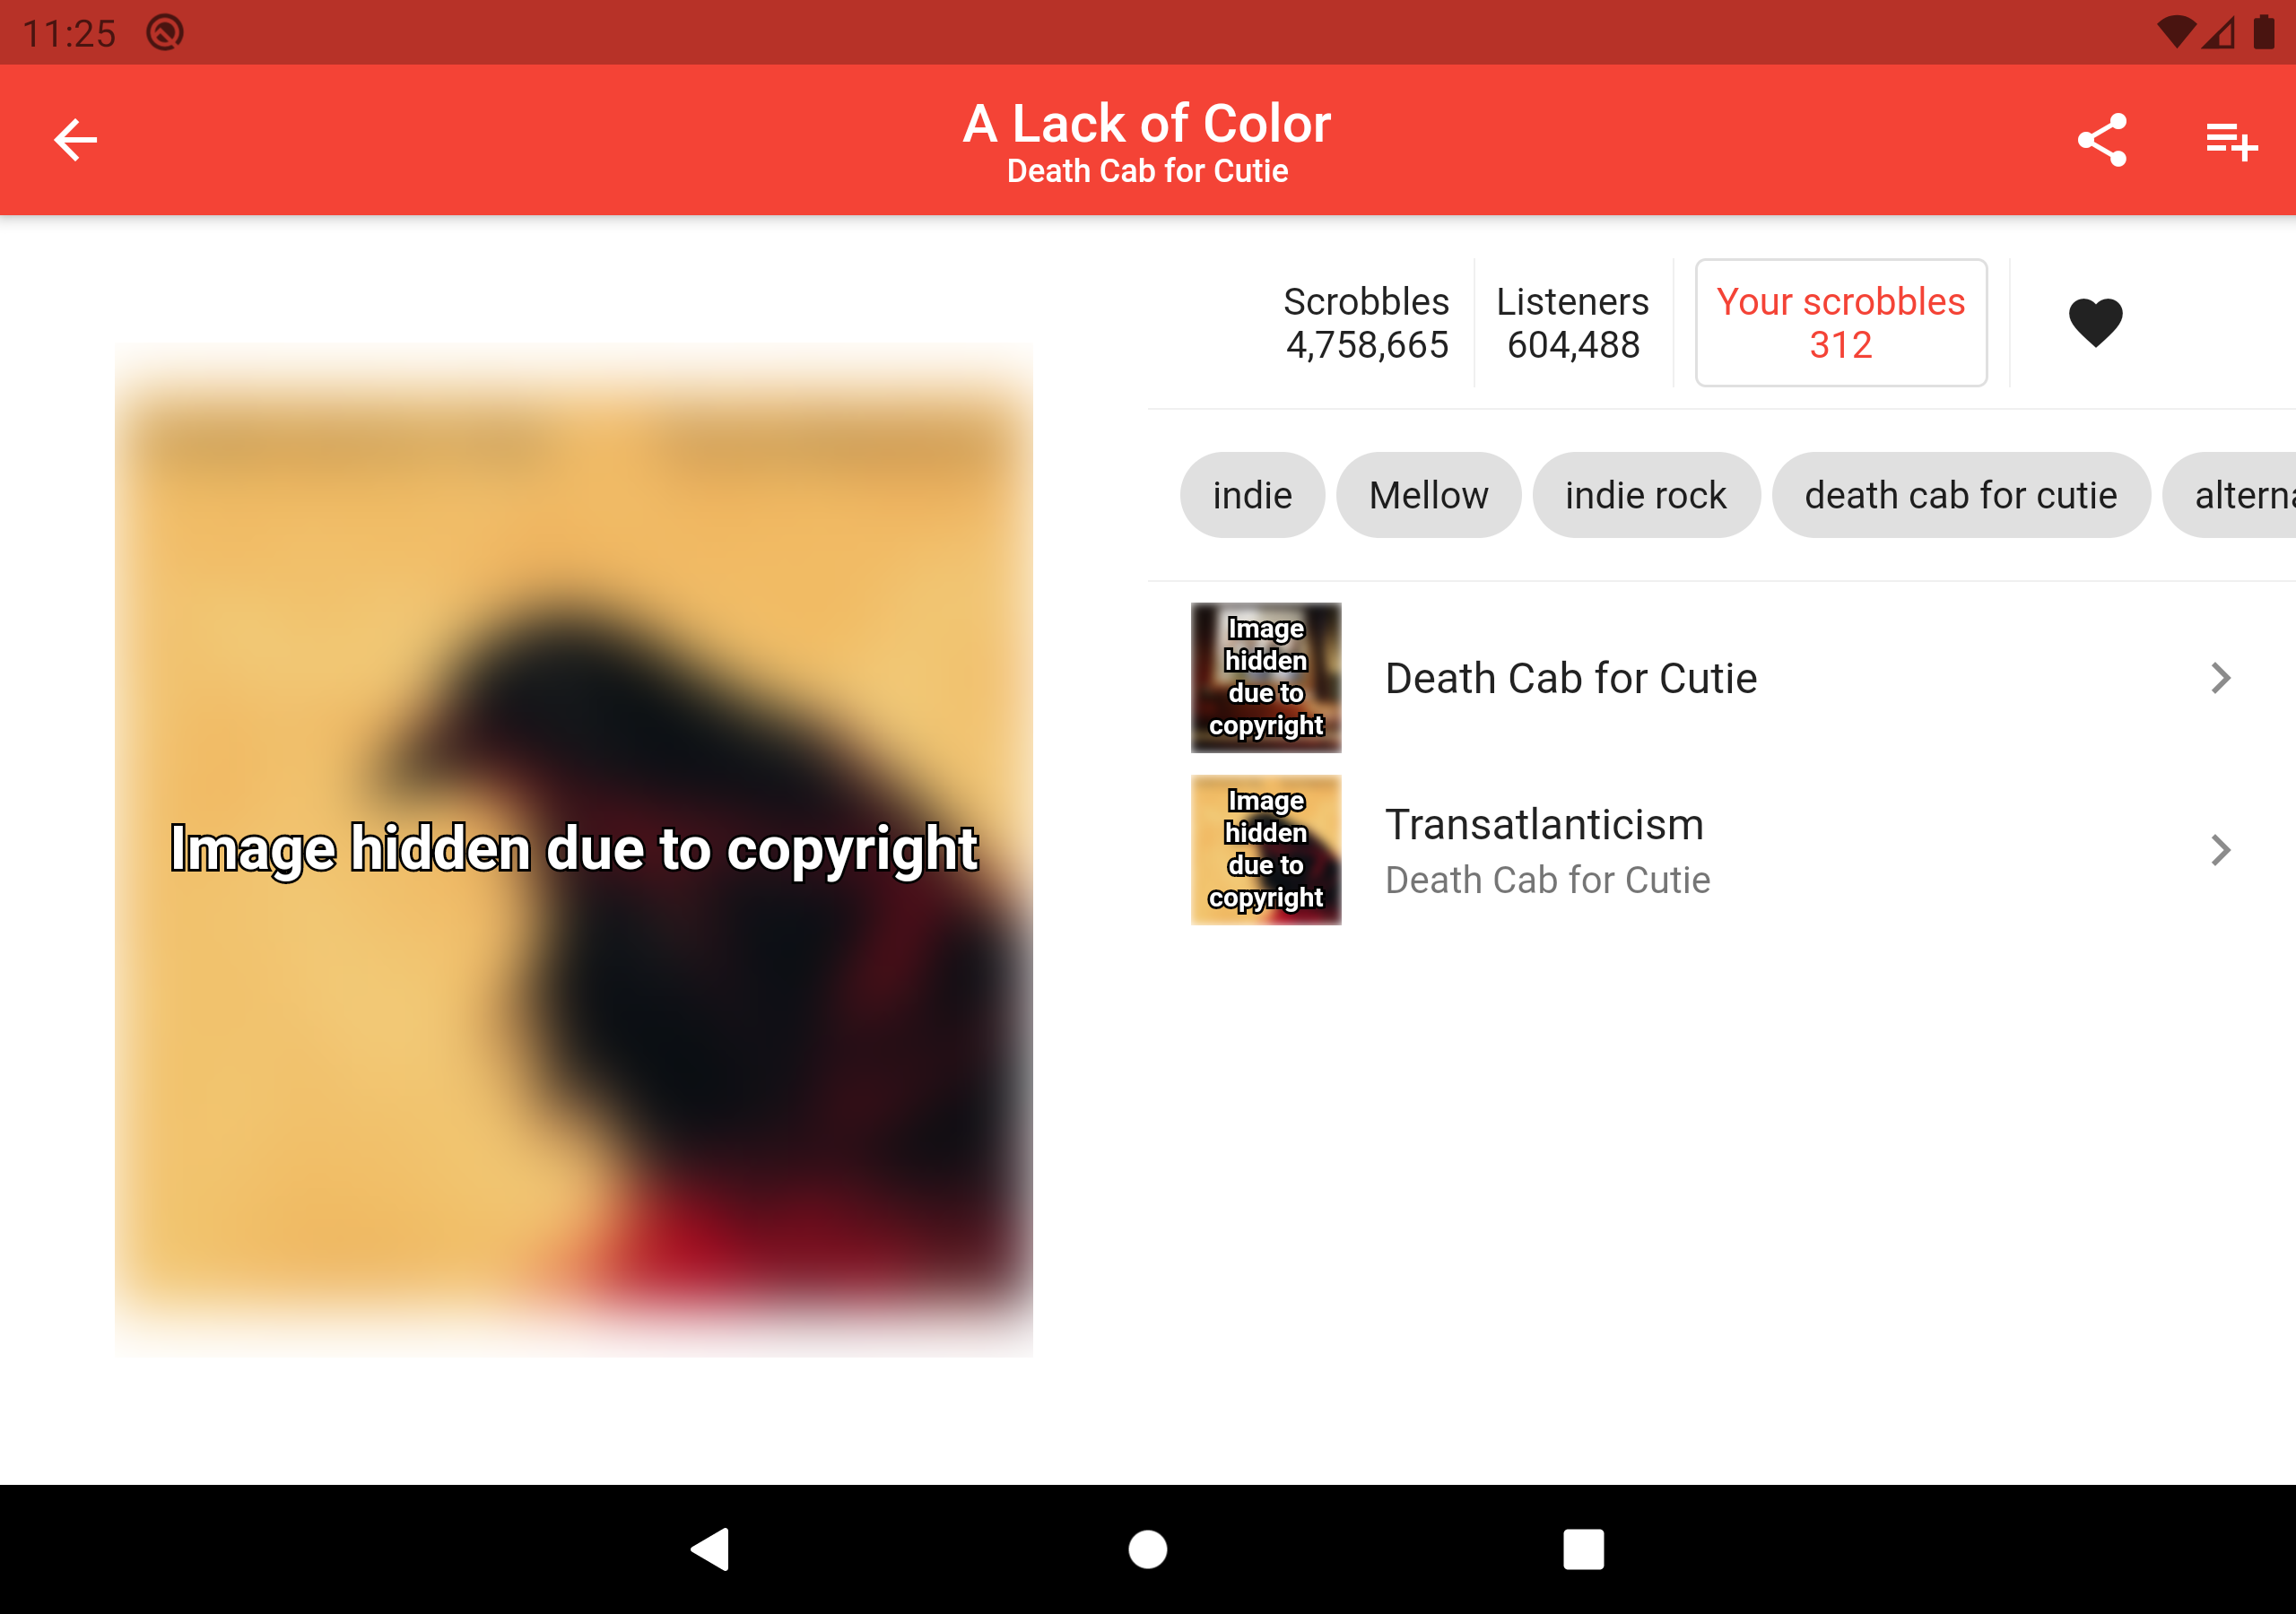 11:25
A Lack of Color
Death Cab for Cutie
Scrobbles
4,758,665
Listeners
604,488
Your scrobbles
312
indie
Mellow
indie rock
death cab for cutie
alterna
Image hidden due to copyright
Image
hidden
due to
copyright
Death Cab for Cutie
Image
hidden
due to
copyright
Transatlanticism
Death Cab for Cutie